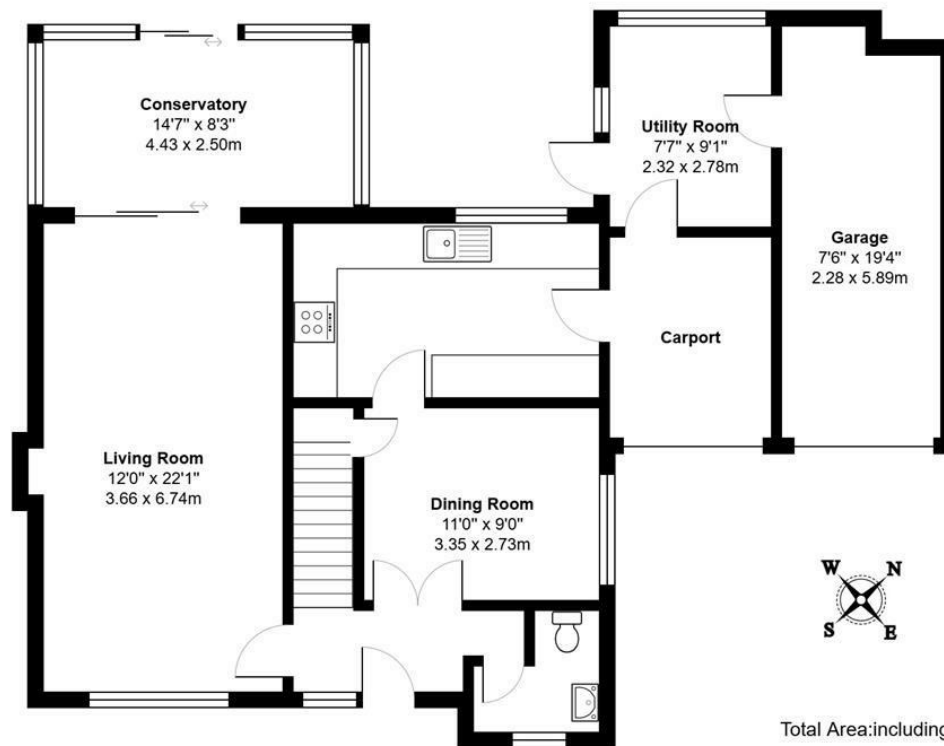 Conservatory
14'7" x 8'3"
4.43 x 2.50m
Utility Room
7'7" x 9'1"
2.32 x 2.78m
Garage
7'6" x 19'4"
2.28 x 5.89m
Carport
Living Room
12'0" x 22'1"
3.66 x 6.74m
Dining Room
11'0" x 9'0"
3.35 x 2.73m
W N
S E
Total Area:including